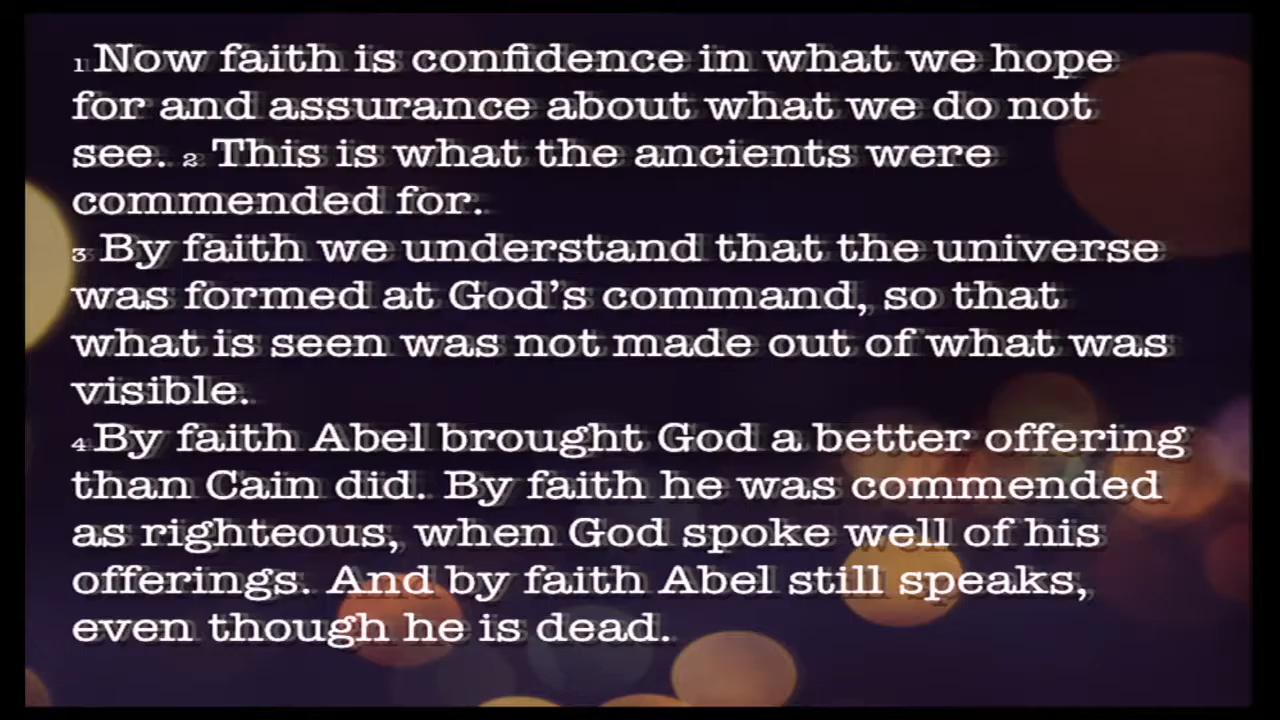 1 Now faith is confidence in what we hope
for and assurance about what we do not
see. 2 This is what the ancients were
commended for.
3 By faith we understand that the universe
was formed at God’s command, so that
what is seen was not made out of what was
visible.
4 By faith Abel brought God a better offering
than Cain did. By faith he was commended
as righteous, when God spoke well of his
offerings. And by faith Abel still speaks,
even though he is dead.